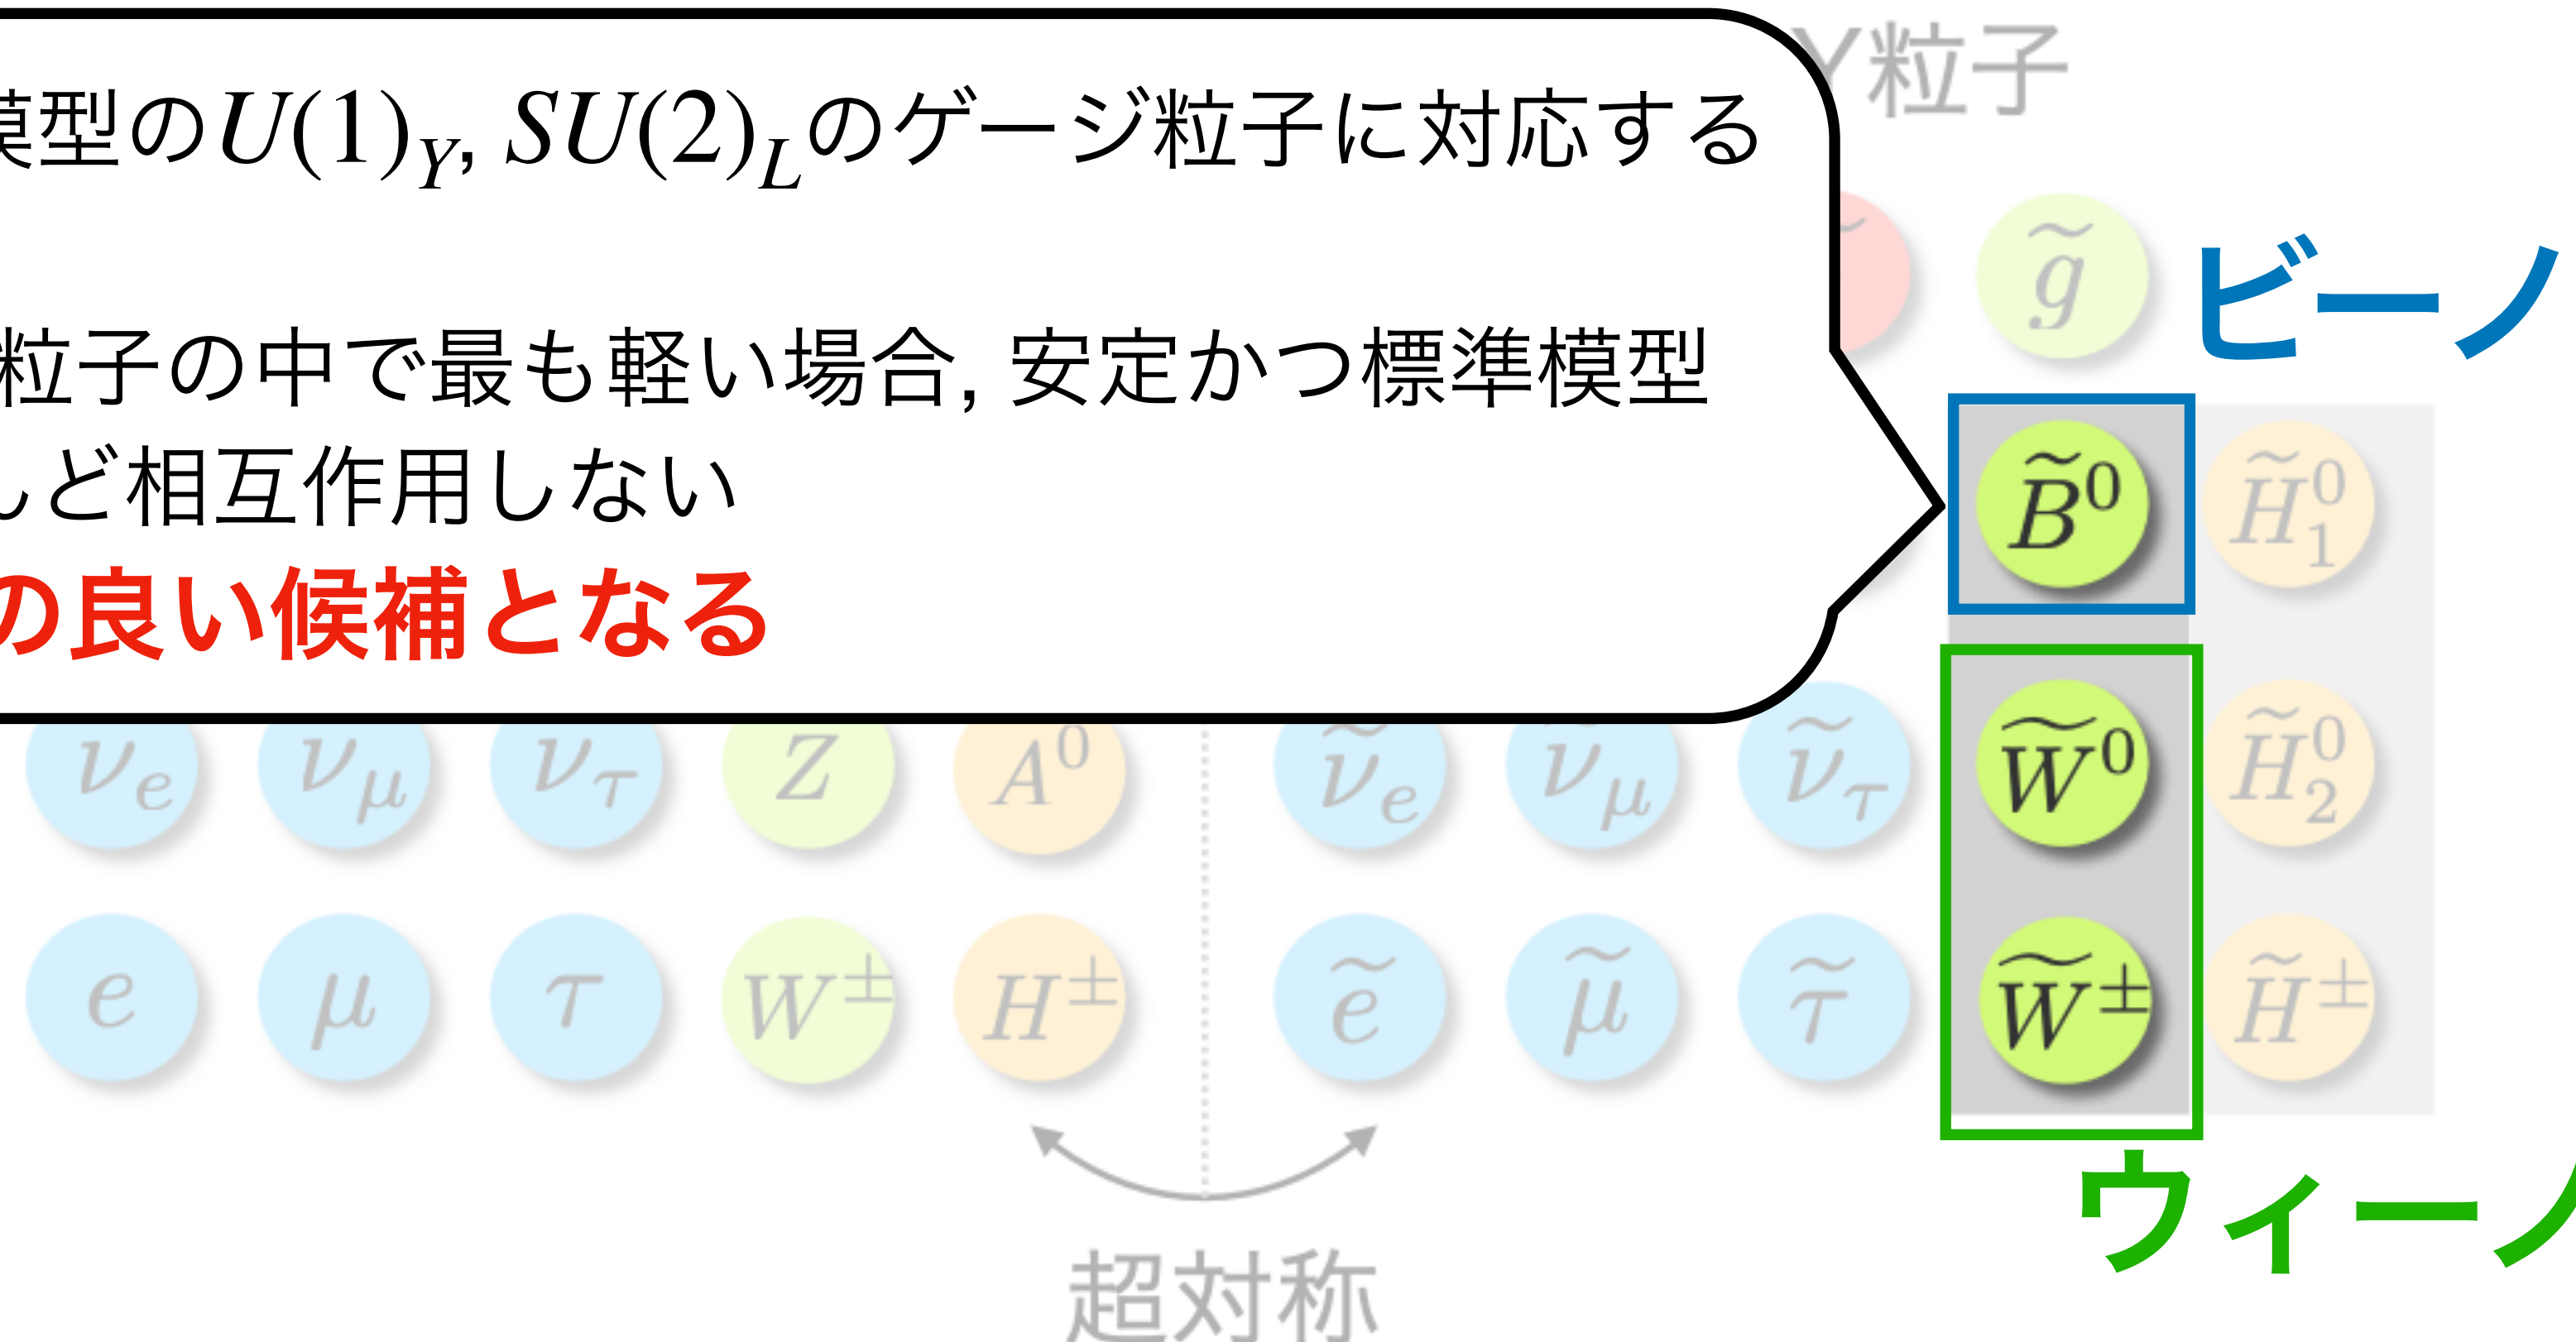 Y粒子
模型のU(1)_Y, SU(2)_Lのゲージ粒子に対応する
粒子の中で最も軽い場合, 安定かつ標準模型
んど相互作用しない
の良い候補となる
g̃ ビーノ
B̃⁰ H̃⁰₁
ν_e ν_μ ν_τ Z A⁰ ν̃_e ν̃_μ ν̃_τ W̃⁰ H̃⁰₂
e μ τ W± H± ẽ μ̃ τ̃ W̃± H̃±
ウィーノ
超対称